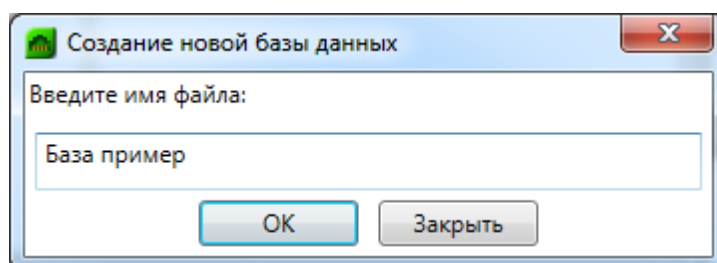 Создание новой базы данных
Введите имя файла:
База пример
OK
Закрыть